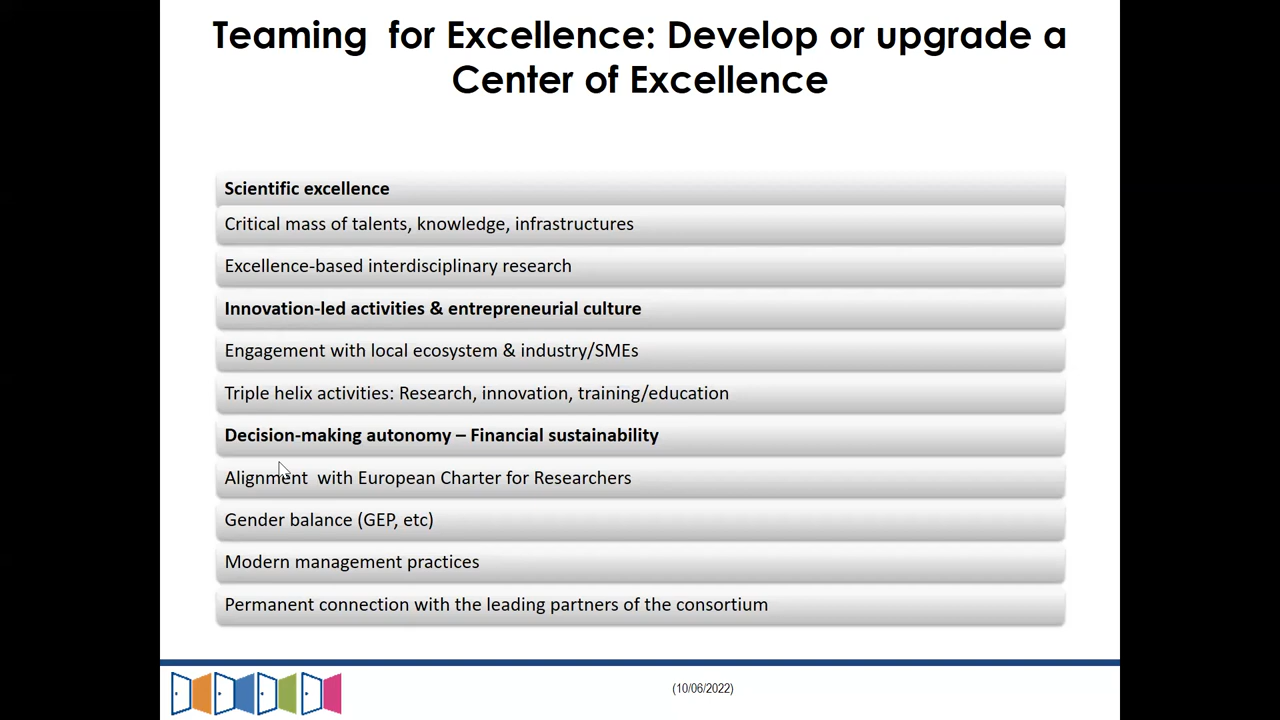 Teaming  for Excellence: Develop or upgrade a
Center of Excellence
Scientific excellence
Critical mass of talents, knowledge, infrastructures
Excellence-based interdisciplinary research
Innovation-led activities & entrepreneurial culture
Engagement with local ecosystem & industry/SMEs
Triple helix activities: Research, innovation, training/education
Decision-making autonomy – Financial sustainability
Alignment  with European Charter for Researchers
Gender balance (GEP, etc)
Modern management practices
Permanent connection with the leading partners of the consortium
(10/06/2022)